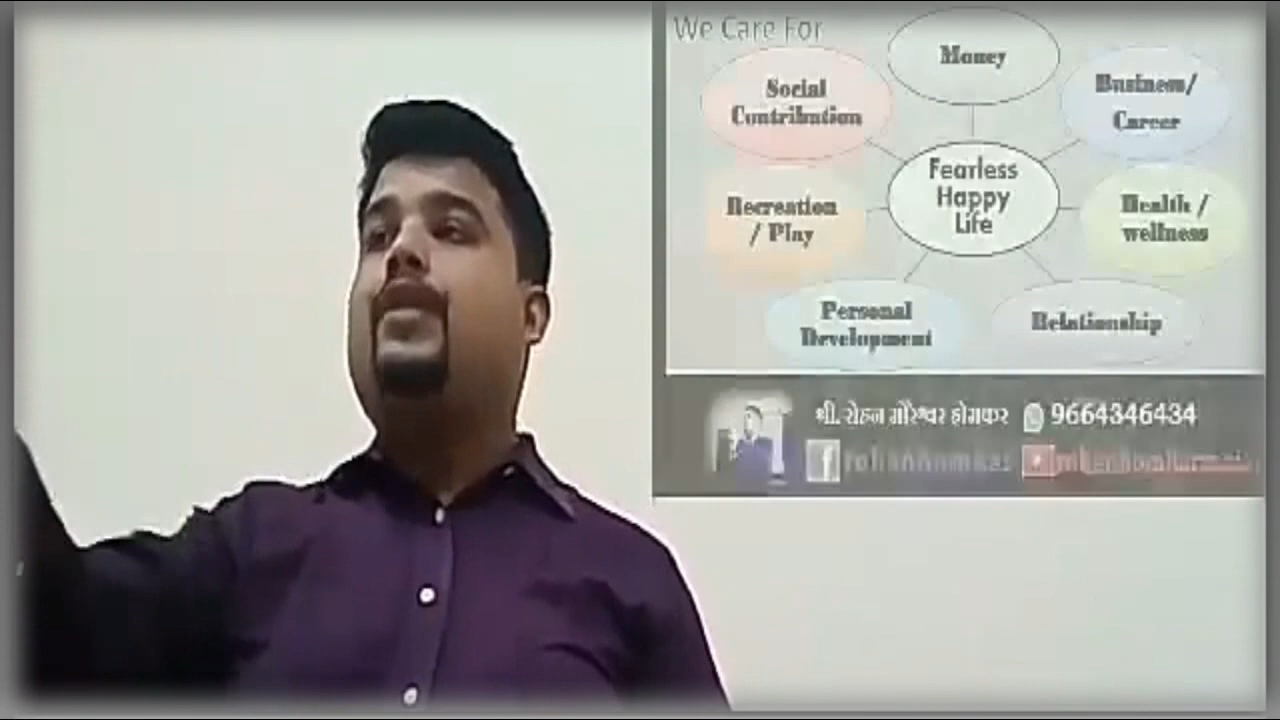 We Care For
Money
Social
Contribution
Business/
Career
Fearless
Happy
Life
Recreation
/ Play
Health /
wellness
Personal
Development
Relationship
श्री. रोहन मोरेश्वर होमकर 9664346434